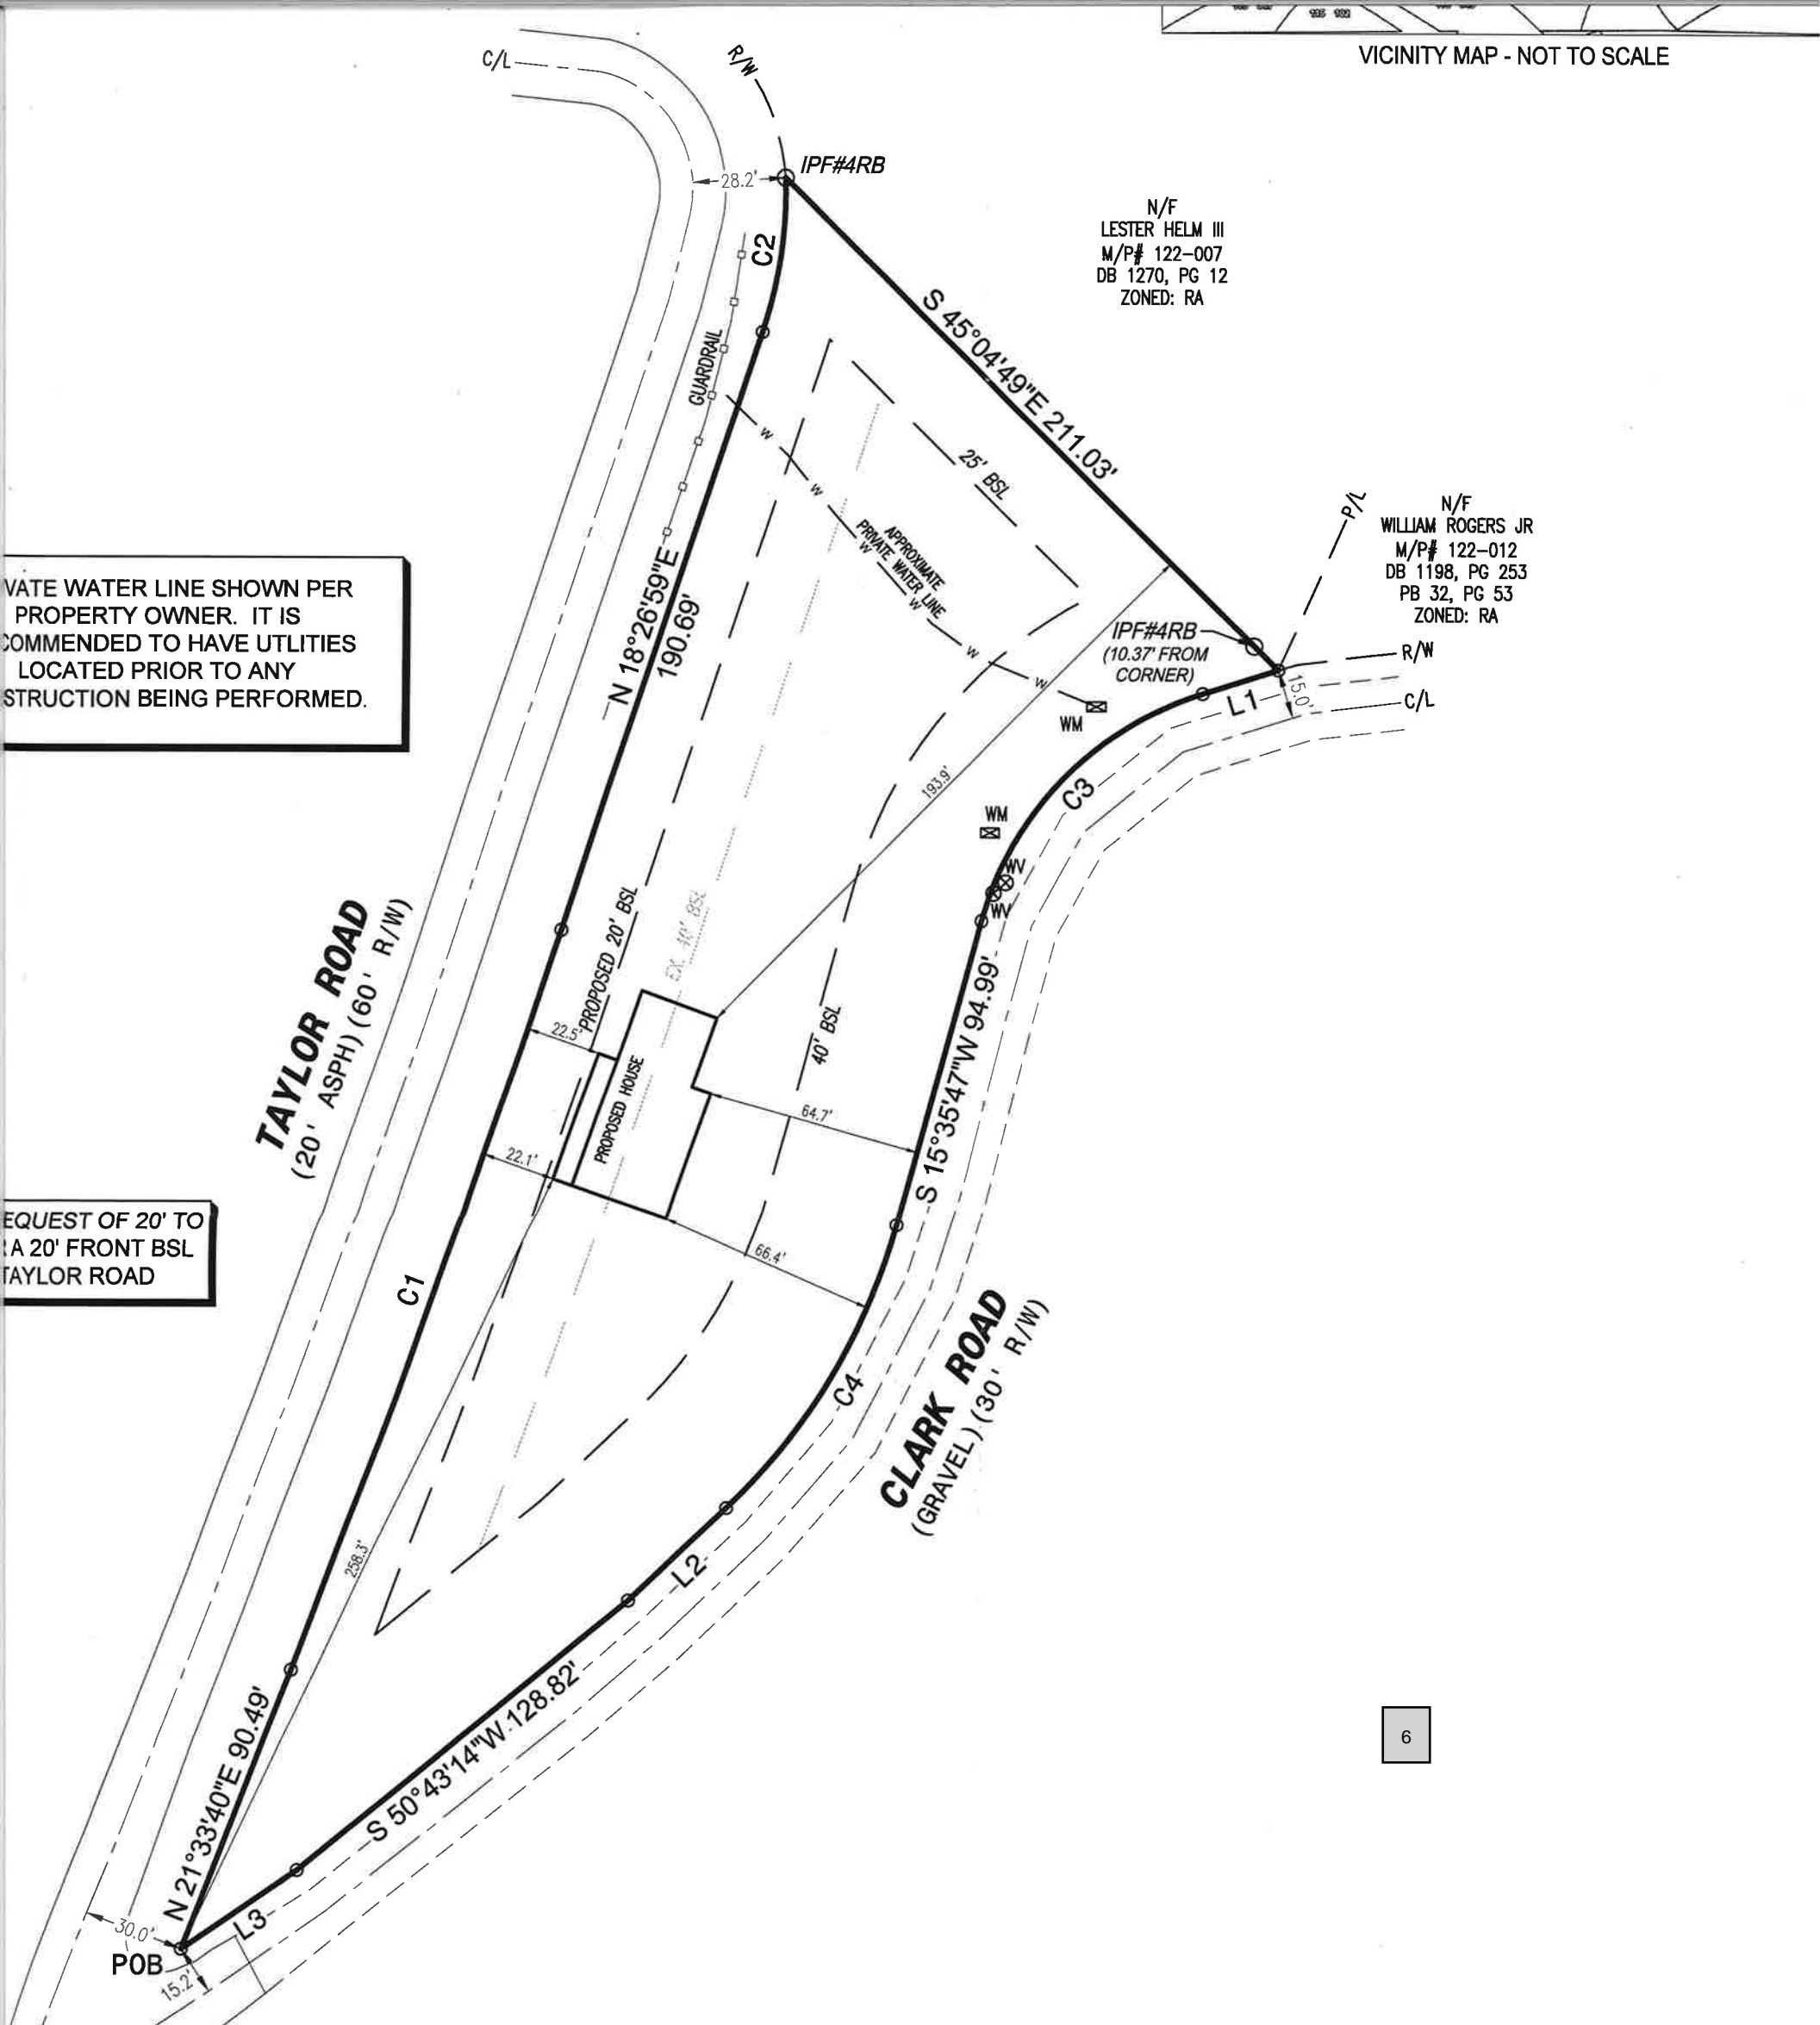 VICINITY MAP - NOT TO SCALE
C/L
R/W
IPF#4RB
28.2'
N/F
LESTER HELM III
M/P# 122-007
DB 1270, PG 12
ZONED: RA
C2
S 45°04'49"E 211.03'
GUARDRAIL
25' BSL
P/L
N/F
WILLIAM ROGERS JR
M/P# 122-012
DB 1198, PG 253
PB 32, PG 53
ZONED: RA
W
W
APPROXIMATE
PRIVATE WATER LINE
W
W
W
W
VATE WATER LINE SHOWN PER
PROPERTY OWNER. IT IS
COMMENDED TO HAVE UTLITIES
LOCATED PRIOR TO ANY
STRUCTION BEING PERFORMED.
N 18°26'59"E
190.69'
IPF#4RB
(10.37' FROM
CORNER)
R/W
15.0'
C/L
L1
WM
193.9'
C3
WM
WV
WV
TAYLOR ROAD
(20' ASPH) (60' R/W)
PROPOSED 20' BSL
EX. 40' BSL
40' BSL
22.5'
PROPOSED HOUSE
64.7'
S 15°35'47"W 94.99'
22.1'
66.4'
EQUEST OF 20' TO
A 20' FRONT BSL
TAYLOR ROAD
C1
C4
CLARK ROAD
(GRAVEL) (30' R/W)
258.3'
L2
N 21°33'40"E 90.49'
S 50°43'14"W 128.82'
6
L3
30.0'
POB
15.2'